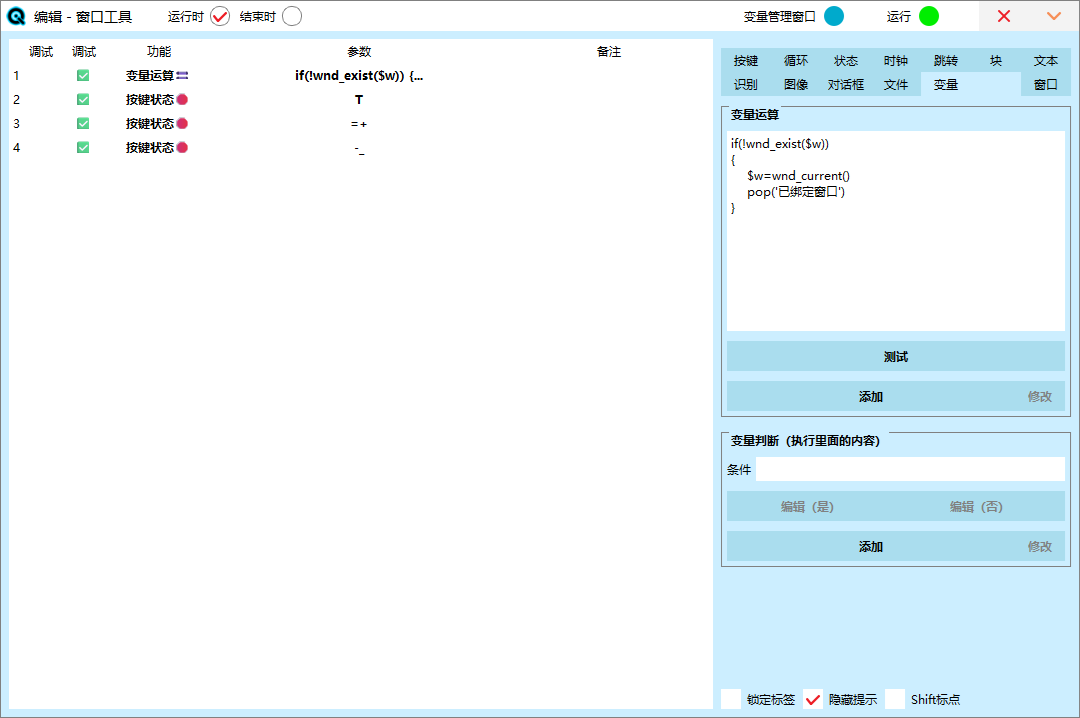 编辑 - 窗口工具 运行时 结束时 变量管理窗口 运行
调试 调试 功能 参数 备注
1 变量运算 if(!wnd_exist($w)) {...
2 按键状态 T
3 按键状态 =+
4 按键状态 -_
按键 循环 状态 时钟 跳转 块 文本
识别 图像 对话框 文件 变量 窗口
变量运算
if(!wnd_exist($w))
{
$w=wnd_current()
pop('已绑定窗口')
}
测试
添加 修改
变量判断（执行里面的内容）
条件
编辑（是） 编辑（否）
添加 修改
锁定标签 隐藏提示 Shift标点